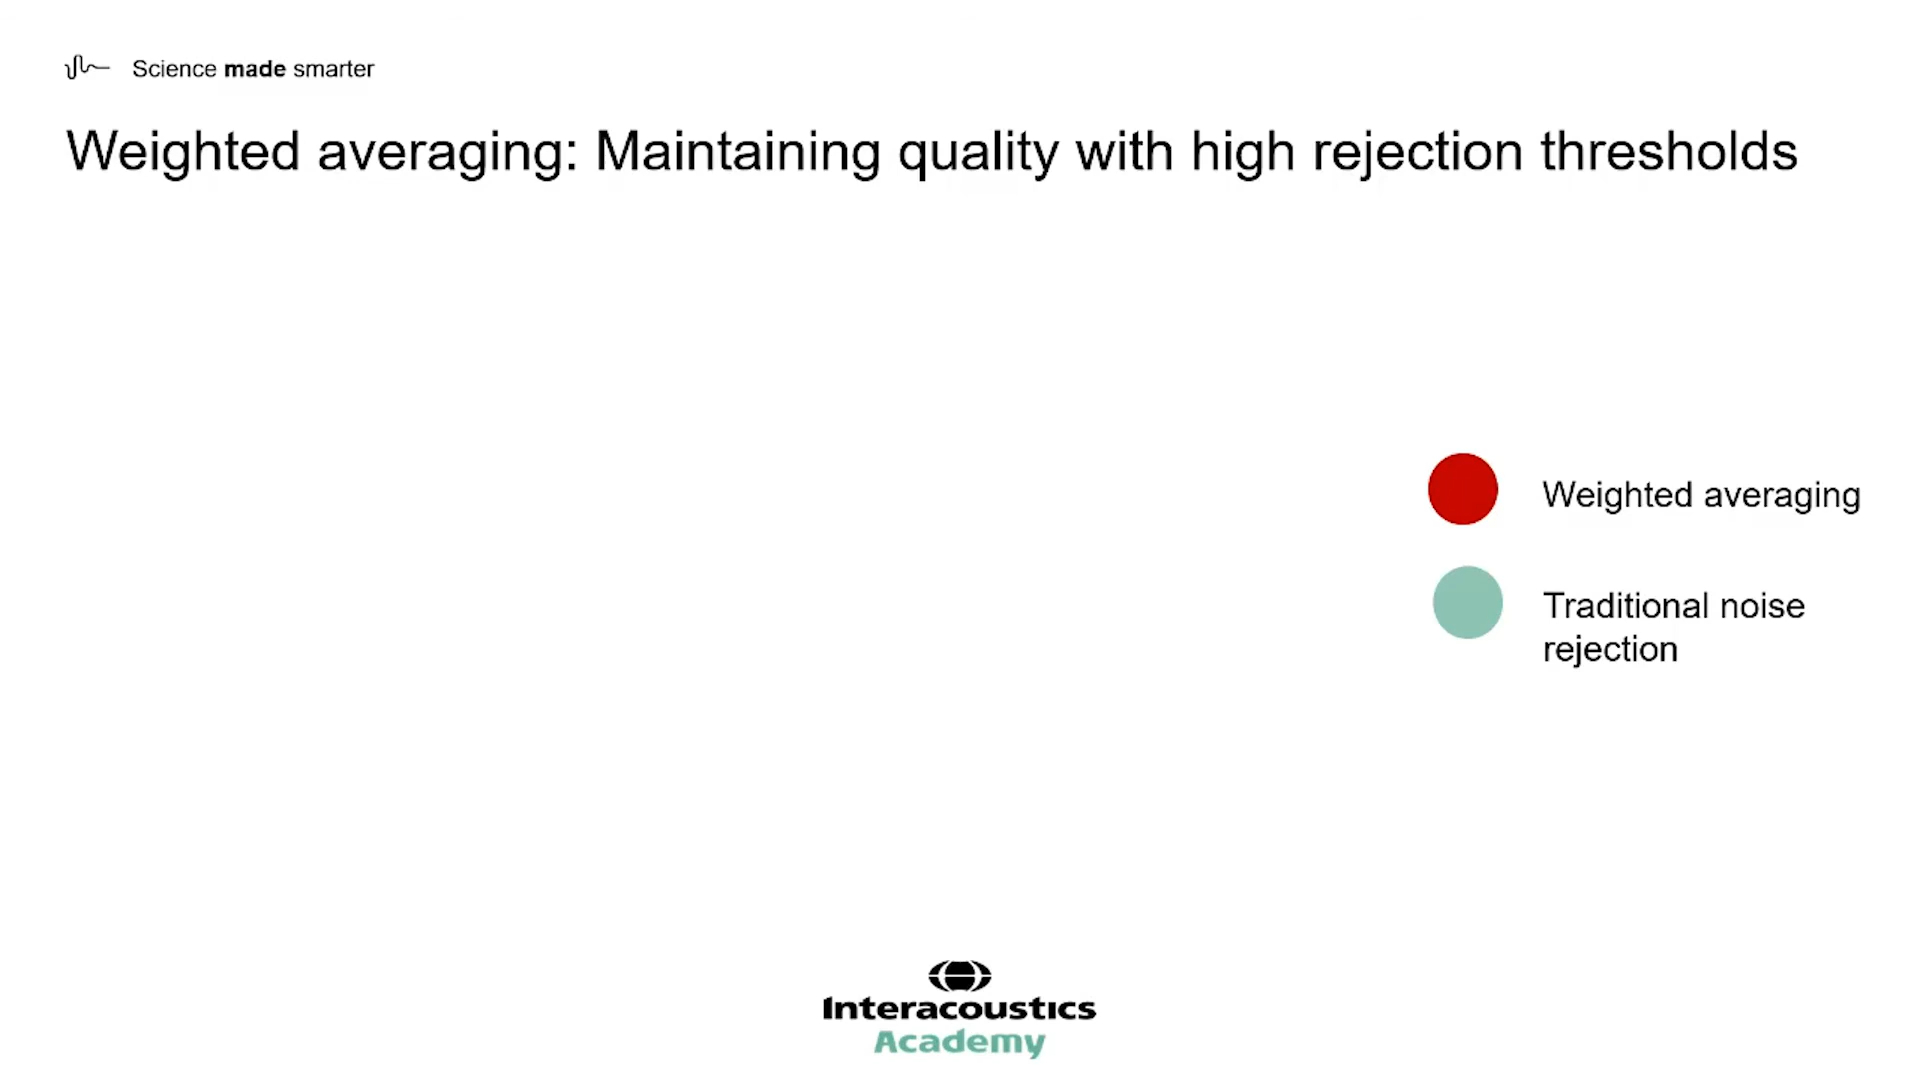 Science made smarter
Weighted averaging: Maintaining quality with high rejection thresholds
Weighted averaging
Traditional noise
rejection
Interacoustics
Academy